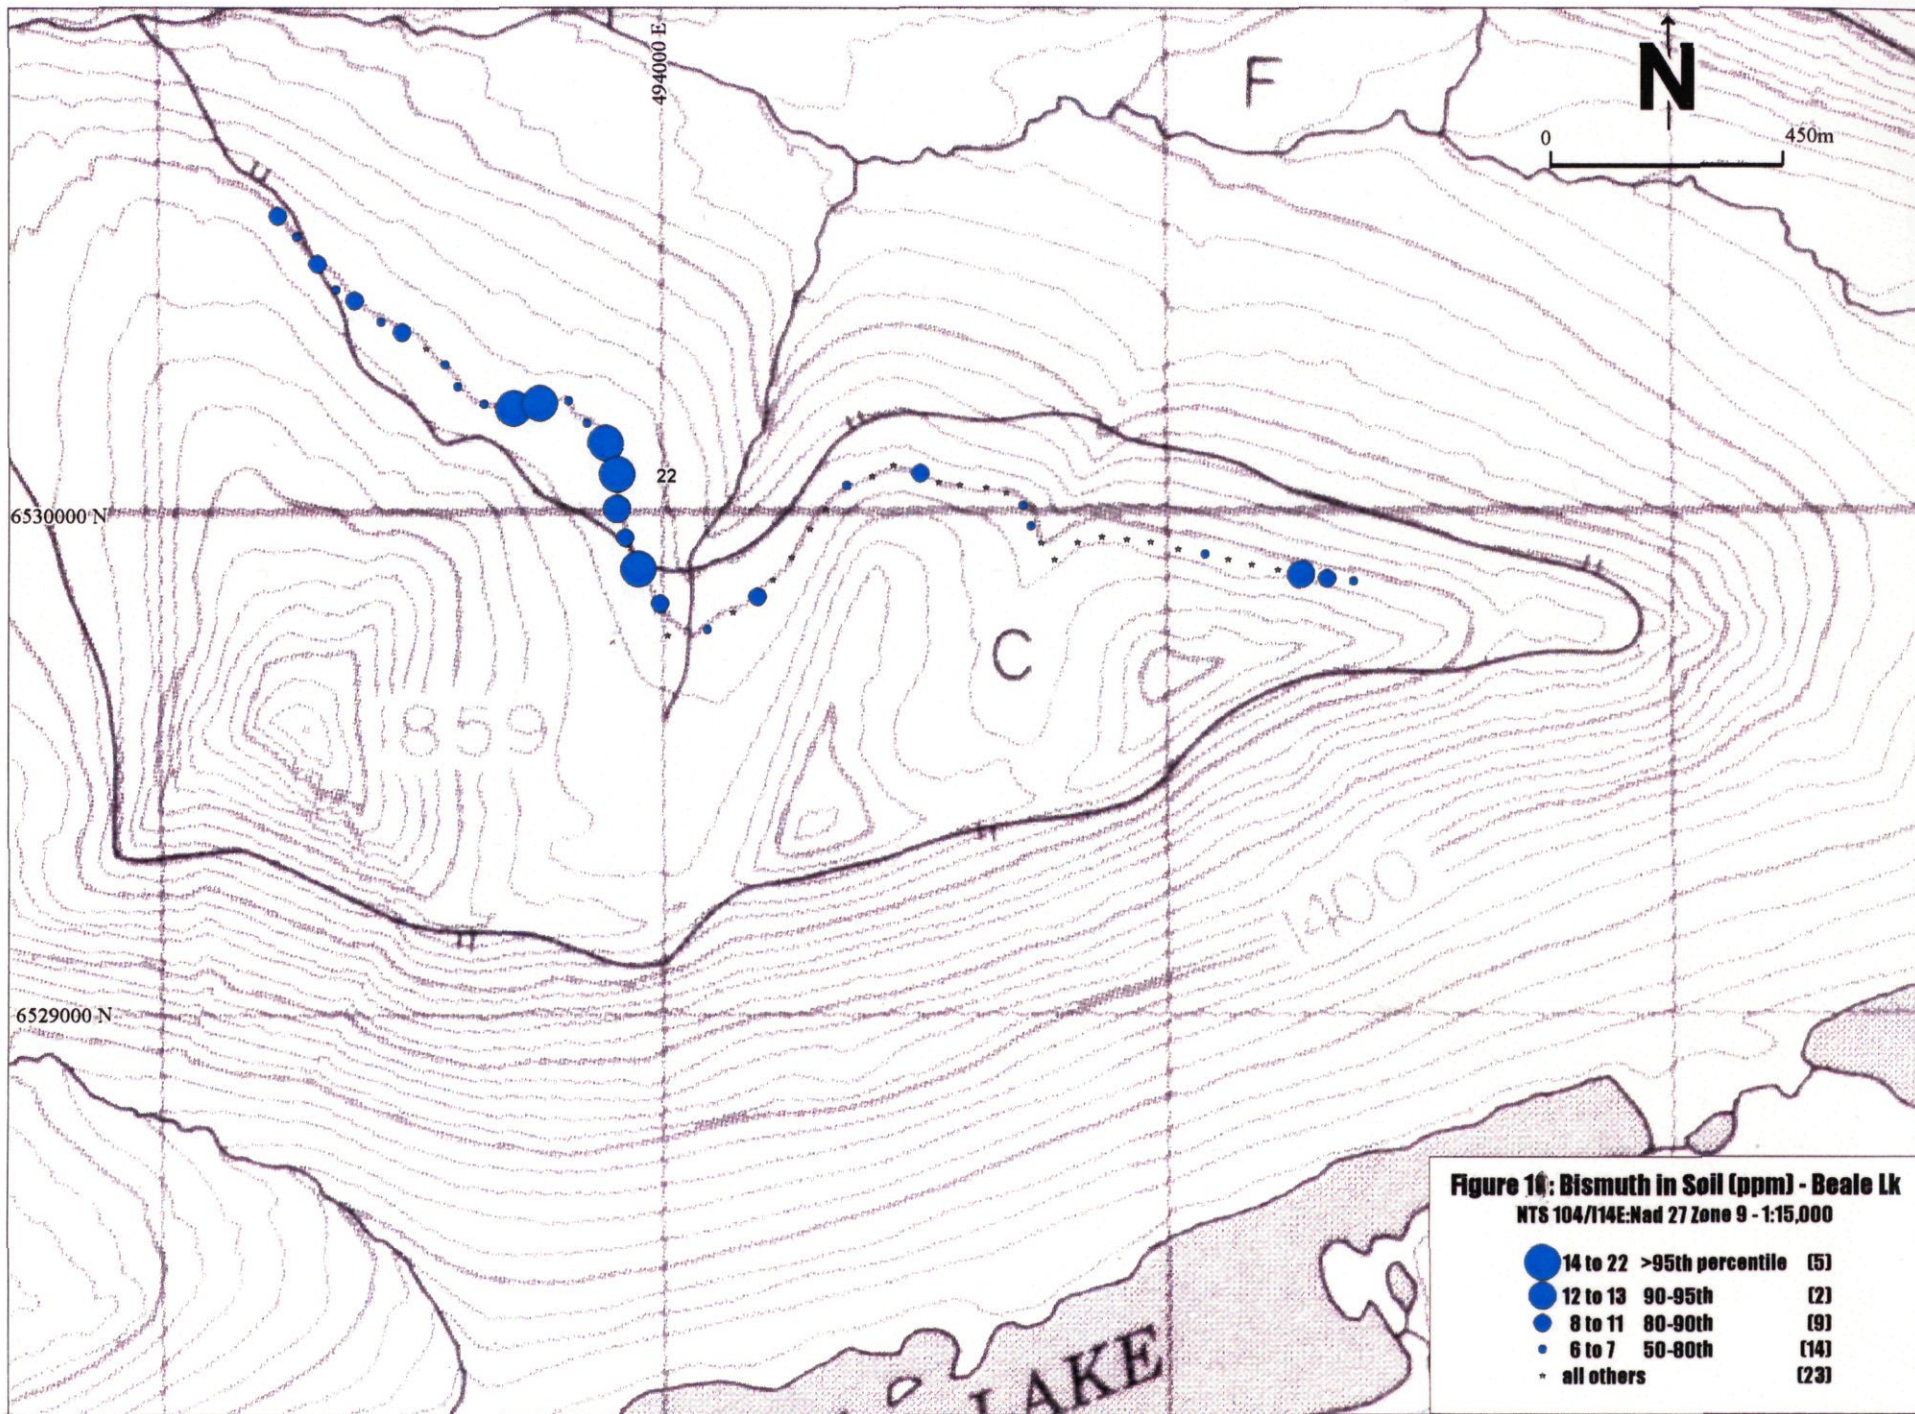 F
N
494000 E
0 450m
22
6530000 N
C
1859
1400
6529000 N
LAKE
Figure : Bismuth in Soil (ppm) - Beale Lk
NTS 104/I14E:Nad 27 Zone 9 - 1:15,000
14 to 22 >95th percentile (5)
12 to 13 90-95th (2)
8 to 11 80-90th (9)
6 to 7 50-80th (14)
* all others (23)